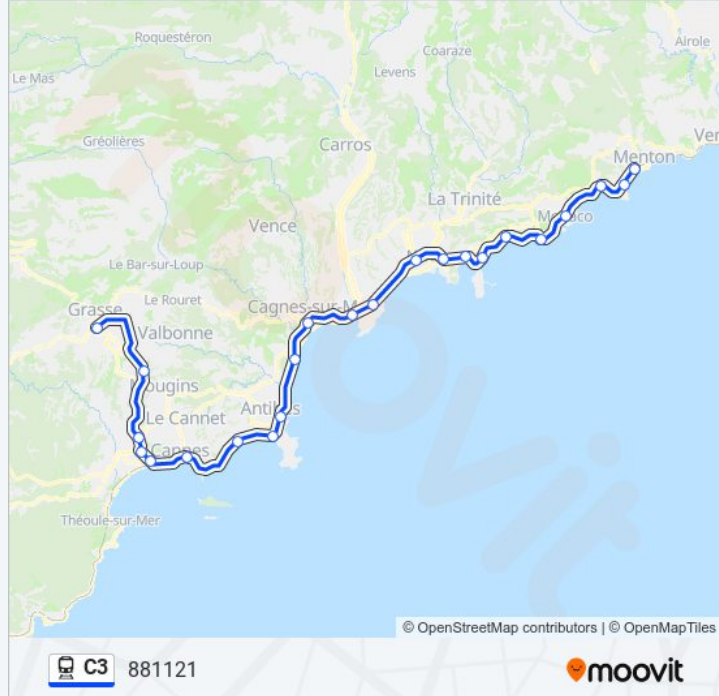 Roquestéron
Airole
Coaraze
Le Mas
Levens
Ven
Gréolières
Carros
Menton
La Trinité
Vence
Monaco
Le Bar-sur-Loup
Le Rouret
Grasse
Cagnes-sur-M
Valbonne
Mougins
Antibes
Le Cannet
Cannes
Théoule-sur-Mer
© OpenStreetMap contributors | © OpenMapTiles
C3 881121
moovit